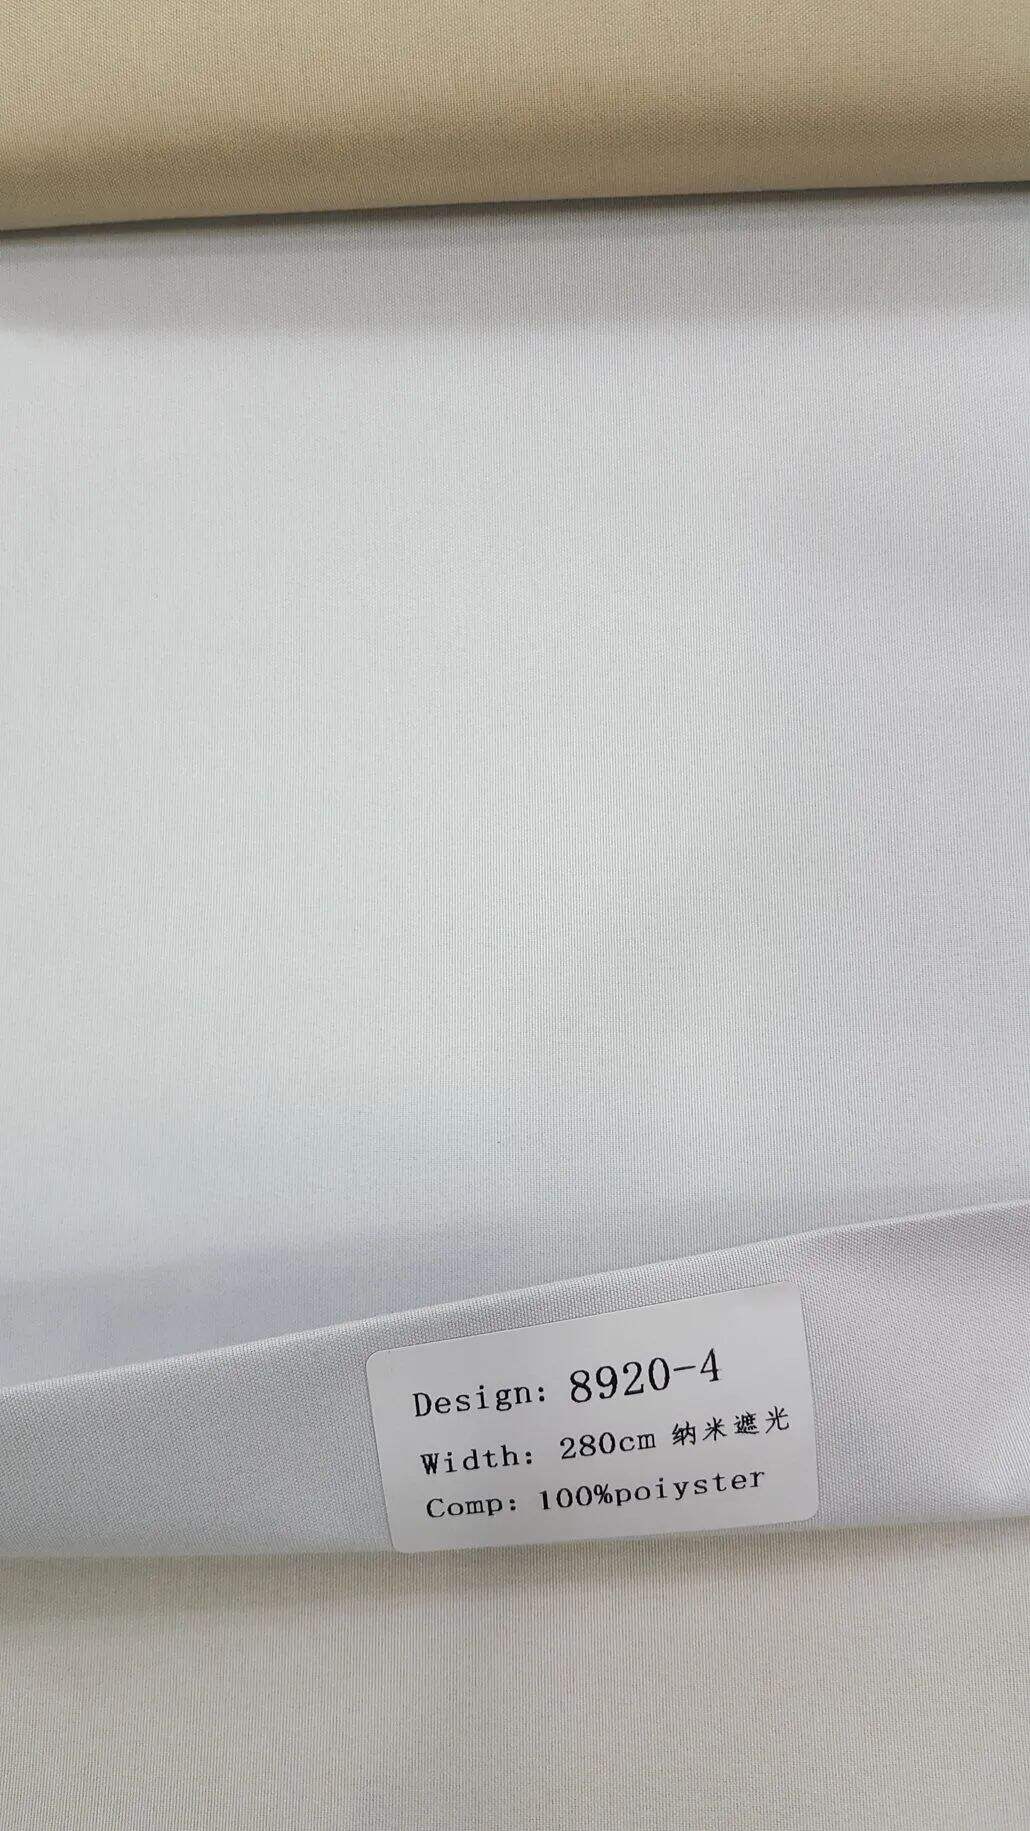 Design: 8920-4
Width: 280cm 纳米遮光
Comp: 100%poiyster